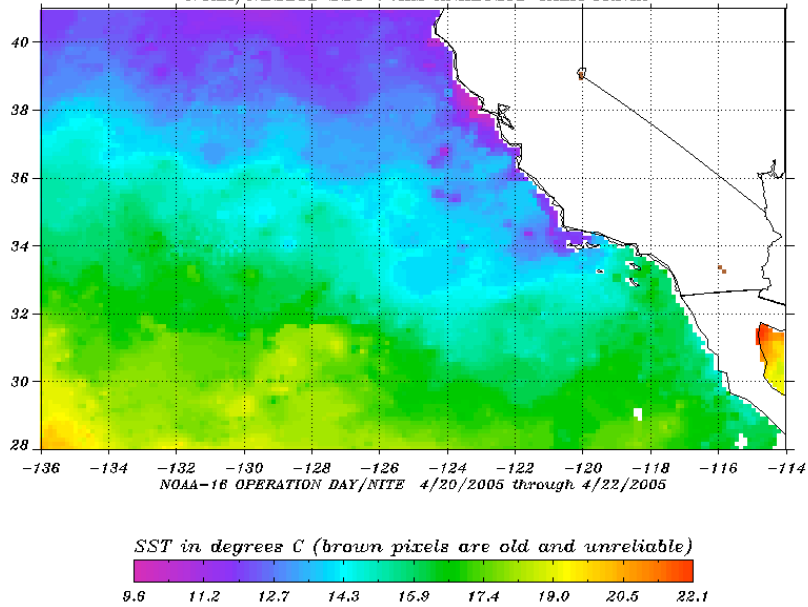 40
38
36
34
32
30
28
-136 -134 -132 -130 -128 -126 -124 -122 -120 -118 -116 -114
NOAA-16 OPERATION DAY/NITE 4/20/2005 through 4/22/2005
SST in degrees C (brown pixels are old and unreliable)
9.6 11.2 12.7 14.3 15.9 17.4 19.0 20.5 22.1